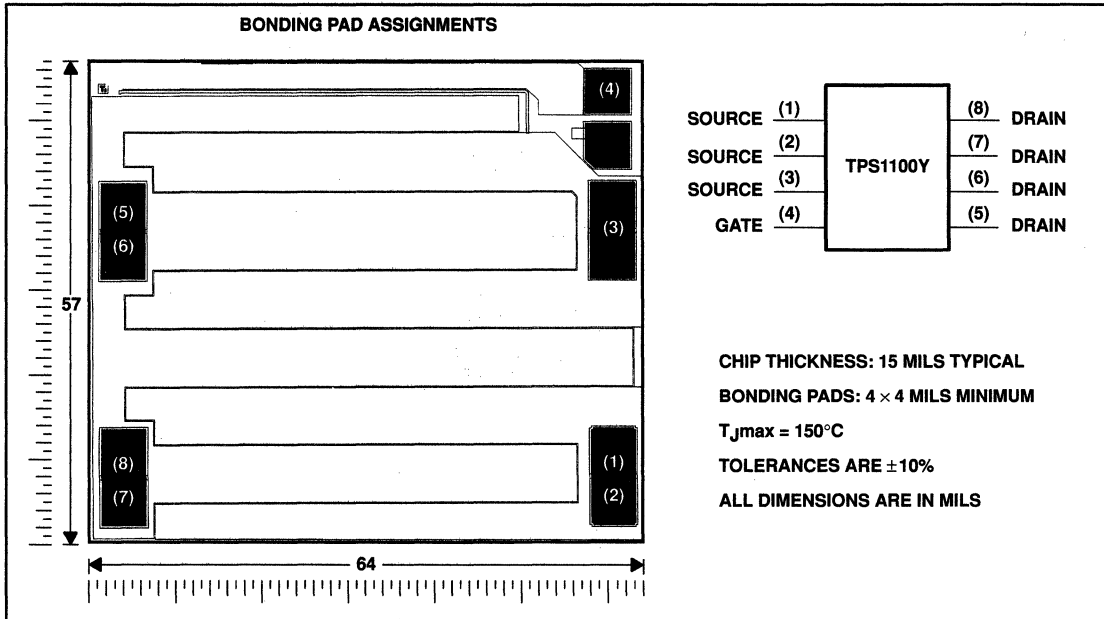 BONDING PAD ASSIGNMENTS
(4)
(5)
(6)
(3)
57
(8)
(7)
(1)
(2)
64
SOURCE (1)
SOURCE (2)
SOURCE (3)
GATE (4)
TPS1100Y
(8) DRAIN
(7) DRAIN
(6) DRAIN
(5) DRAIN
CHIP THICKNESS: 15 MILS TYPICAL
BONDING PADS: 4 × 4 MILS MINIMUM
TJmax = 150°C
TOLERANCES ARE ±10%
ALL DIMENSIONS ARE IN MILS